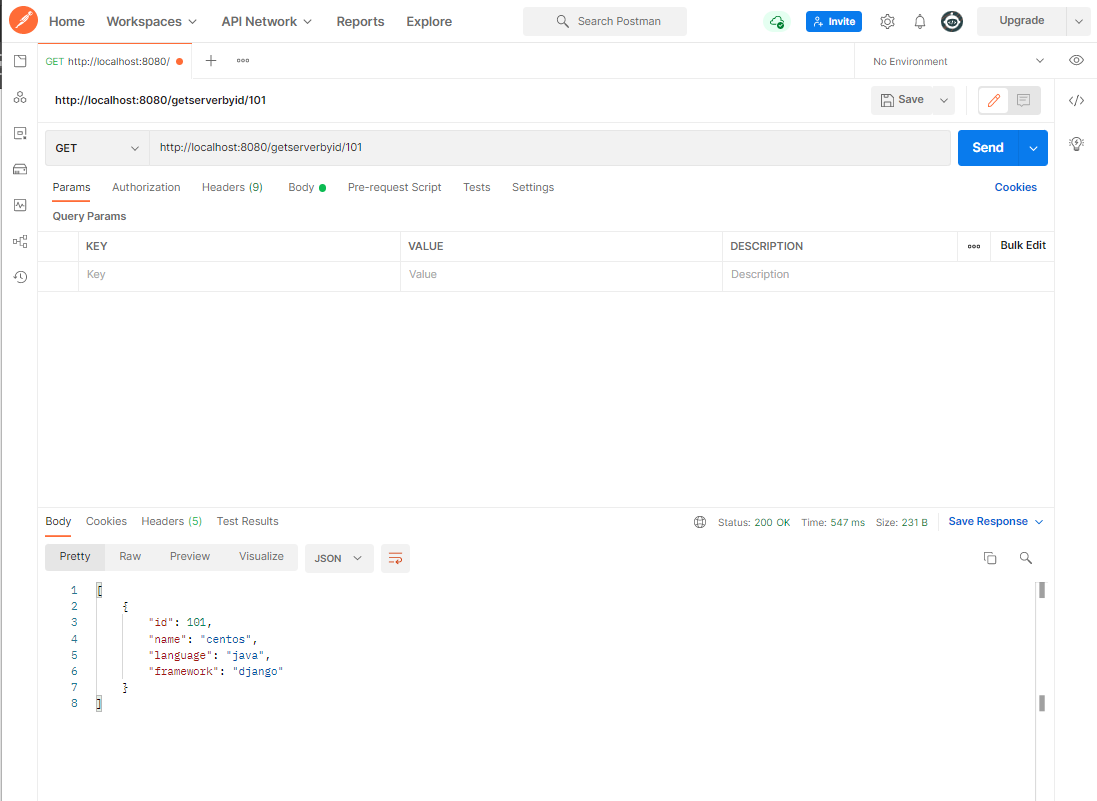 Home Workspaces API Network Reports Explore Search Postman Invite Upgrade
GET http://localhost:8080/ No Environment
http://localhost:8080/getserverbyid/101 Save
GET http://localhost:8080/getserverbyid/101 Send
Params Authorization Headers (9) Body Pre-request Script Tests Settings Cookies
Query Params
KEY VALUE DESCRIPTION Bulk Edit
Key Value Description
Body Cookies Headers (5) Test Results Status: 200 OK Time: 547 ms Size: 231 B Save Response
Pretty Raw Preview Visualize JSON
1 [
2 {
3 "id": 101,
4 "name": "centos",
5 "language": "java",
6 "framework": "django"
7 }
8 ]